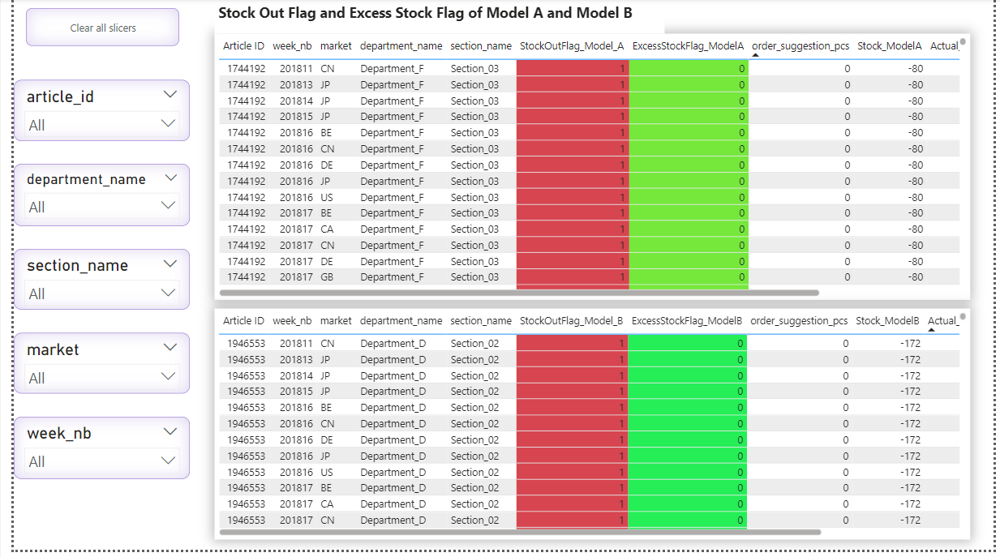 Stock Out Flag and Excess Stock Flag of Model A and Model B
Clear all slicers
article_id
All
department_name
All
section_name
All
market
All
week_nb
All
Article ID week_nb market department_name section_name StockOutFlag_Model_A ExcessStockFlag_ModelA order_suggestion_pcs Stock_ModelA Actual_
1744192 201811 CN Department_F Section_03 1 0 0 -80
1744192 201813 JP Department_F Section_03 1 0 0 -80
1744192 201814 JP Department_F Section_03 1 0 0 -80
1744192 201815 JP Department_F Section_03 1 0 0 -80
1744192 201816 BE Department_F Section_03 1 0 0 -80
1744192 201816 CN Department_F Section_03 1 0 0 -80
1744192 201816 DE Department_F Section_03 1 0 0 -80
1744192 201816 JP Department_F Section_03 1 0 0 -80
1744192 201816 US Department_F Section_03 1 0 0 -80
1744192 201817 BE Department_F Section_03 1 0 0 -80
1744192 201817 CA Department_F Section_03 1 0 0 -80
1744192 201817 CN Department_F Section_03 1 0 0 -80
1744192 201817 DE Department_F Section_03 1 0 0 -80
1744192 201817 GB Department_F Section_03 1 0 0 -80
Article ID week_nb market department_name section_name StockOutFlag_Model_B ExcessStockFlag_ModelB order_suggestion_pcs Stock_ModelB Actual_
1946553 201811 CN Department_D Section_02 1 0 0 -172
1946553 201813 JP Department_D Section_02 1 0 0 -172
1946553 201814 JP Department_D Section_02 1 0 0 -172
1946553 201815 JP Department_D Section_02 1 0 0 -172
1946553 201816 BE Department_D Section_02 1 0 0 -172
1946553 201816 CN Department_D Section_02 1 0 0 -172
1946553 201816 DE Department_D Section_02 1 0 0 -172
1946553 201816 JP Department_D Section_02 1 0 0 -172
1946553 201816 US Department_D Section_02 1 0 0 -172
1946553 201817 BE Department_D Section_02 1 0 0 -172
1946553 201817 CA Department_D Section_02 1 0 0 -172
1946553 201817 CN Department_D Section_02 1 0 0 -172